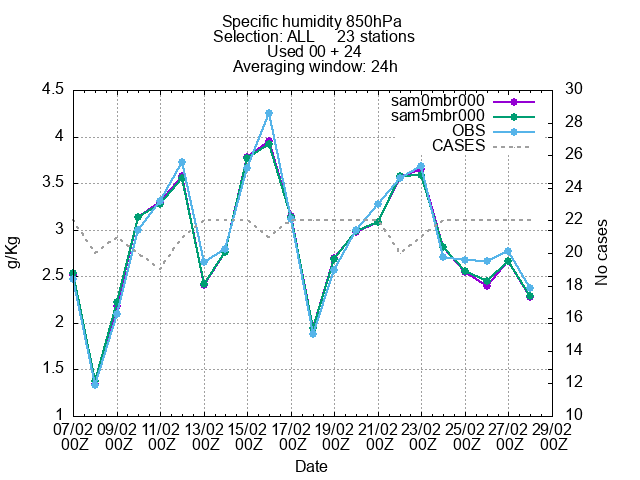 Specific humidity 850hPa
Selection: ALL 23 stations
Used 00 + 24
Averaging window: 24h
sam0mbr000
sam5mbr000
OBS
CASES
4.5
4
3.5
3
2.5
2
1.5
1
g/Kg
30
28
26
24
22
20
18
16
14
12
10
No cases
07/02 09/02 11/02 13/02 15/02 17/02 19/02 21/02 23/02 25/02 27/02 29/02
00Z 00Z 00Z 00Z 00Z 00Z 00Z 00Z 00Z 00Z 00Z 00Z
Date